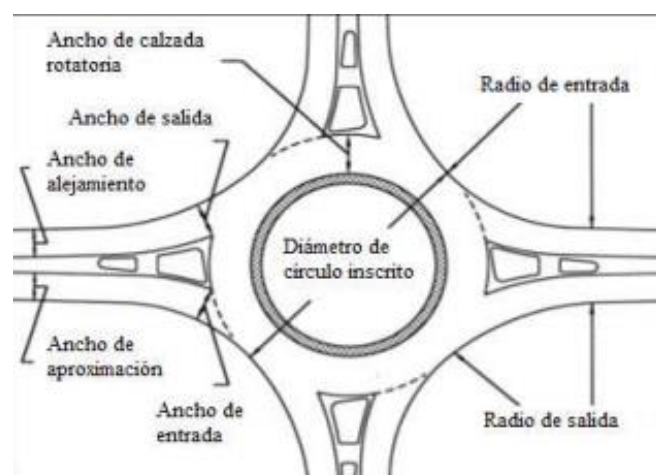 Ancho de calzada
rotatoria
Radio de entrada
Ancho de salida
Ancho de
alejamiento
Diámetro de
círculo inscrito
Ancho de
aproximación
Ancho de
entrada
Radio de salida